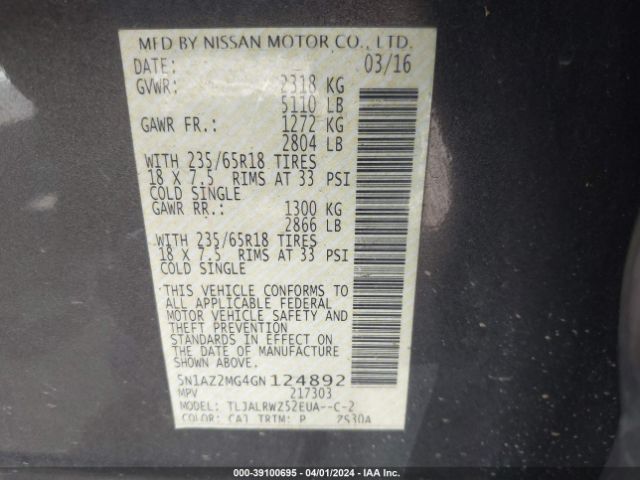 MFD BY NISSAN MOTOR CO., LTD.
DATE: 03/16
GVWR: 2318 KG
5110 LB
GAWR FR.: 1272 KG
2804 LB
WITH 235/65R18 TIRES
18 X 7.5 RIMS AT 33 PSI
COLD SINGLE
GAWR RR.: 1300 KG
2866 LB
WITH 235/65R18 TIRES
18 X 7.5 RIMS AT 33 PSI
COLD SINGLE
THIS VEHICLE CONFORMS TO
ALL APPLICABLE FEDERAL
MOTOR VEHICLE SAFETY AND
THEFT PREVENTION
STANDARDS IN EFFECT ON
THE DATE OF MANUFACTURE
SHOWN ABOVE.
5N1AZ2MG4GN124892
MPV 217303
MODEL: TLJALRWZ52EUA--C-2
COLOR: CAJ TRIM: P Z530A
000-39100695 - 04/01/2024 - IAA Inc.